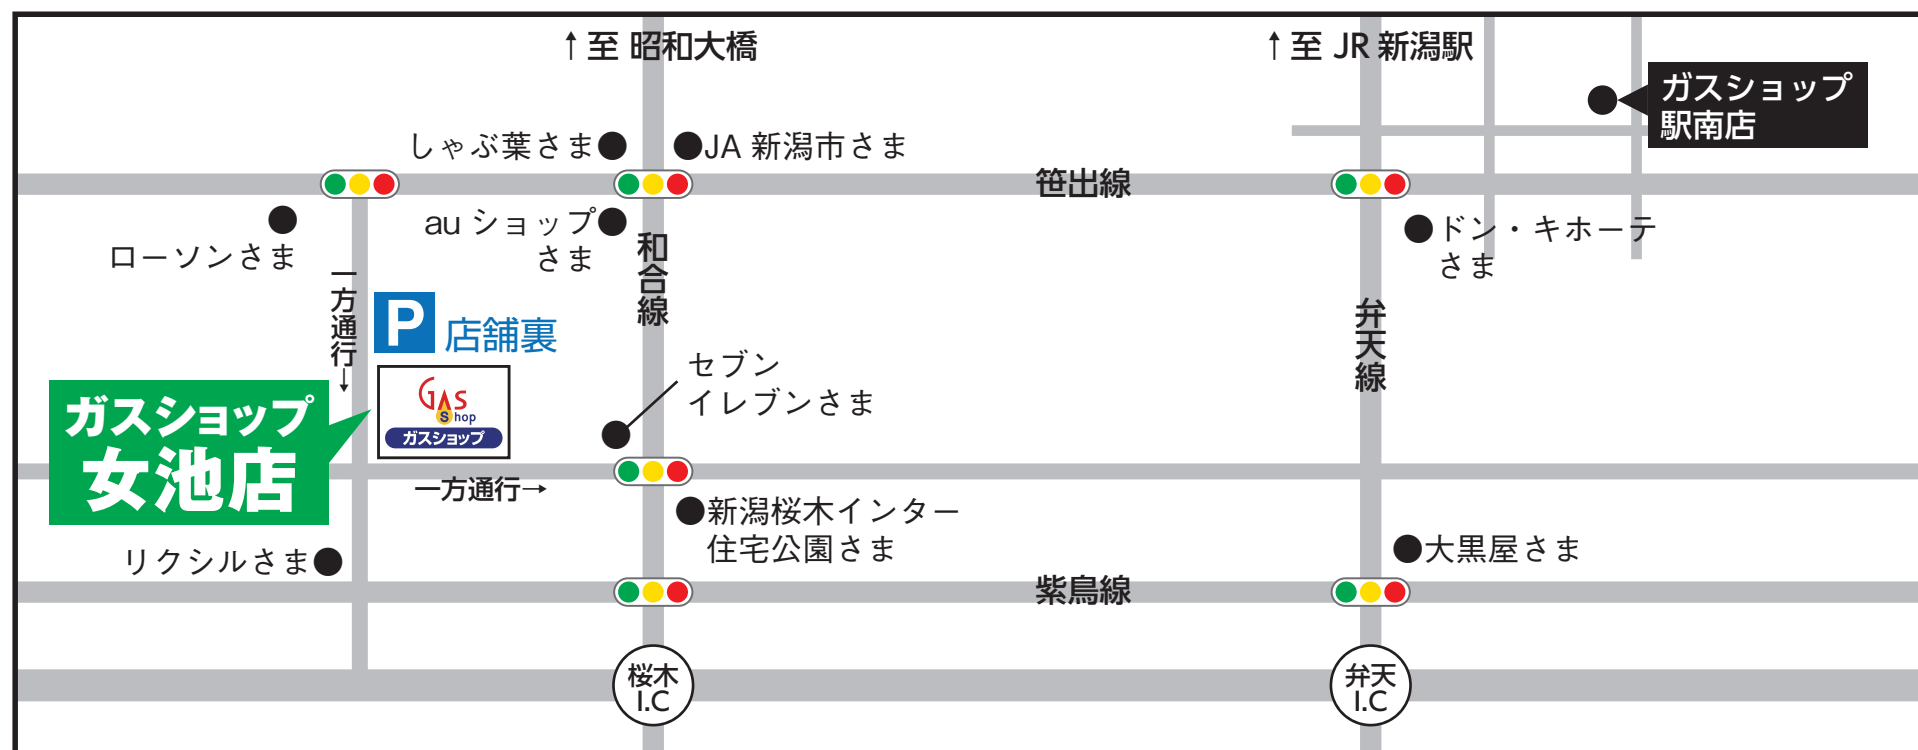 ↑至 昭和大橋
↑至 JR 新潟駅
ガスショップ
駅南店
しゃぶ葉さま
JA 新潟市さま
笹出線
au ショップ
さま
ローソンさま
ドン・キホーテ
さま
和合線
一方通行→
P 店舗裏
弁天線
セブン
イレブンさま
GAS
Shop
ガスショップ
ガスショップ
女池店
一方通行→
新潟桜木インター
住宅公園さま
リクシルさま
大黒屋さま
紫鳥線
桜木
I.C
弁天
I.C